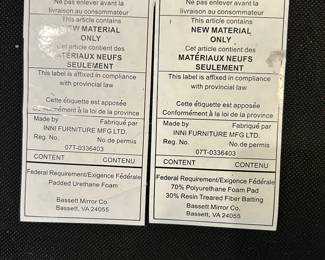 Ne pas enlever avant la
livraison au consommateur
This article contains
NEW MATERIAL
ONLY
Cet article contient des
MATÉRIAUX NEUFS
SEULEMENT
This label is affixed in compliance
with provincial law
Cette étiquette est apposée
Conformément à la loi de la province
Made by Fabriqué par
INNI FURNITURE MFG LTD.
Reg. No. No.de permis
07T-0336403
CONTENT CONTENU
Federal Requirement/Exigence Fédérale
Padded Urethane Foam
Bassett Mirror Co.
Bassett, VA 24055
Ne pas enlever avant la
livraison au consommateur
This article contains
NEW MATERIAL
ONLY
Cet article contient des
MATÉRIAUX NEUFS
SEULEMENT
This label is affixed in compliance
with provincial law
Cette étiquette est apposée
Conformément à la loi de la province
Made by Fabriqué par
INNI FURNITURE MFG LTD.
Reg. No. No.de permis
07T-0336403
CONTENT CONTENU
Federal Requirement/Exigence Fédérale
70% Polyurethane Foam Pad
30% Resin Treared Fiber Batting
Bassett Mirror Co.
Bassett, VA 24055